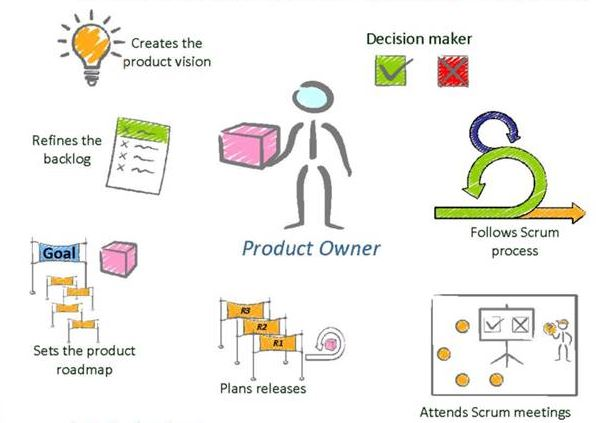 Creates the
product vision
Decision maker
Refines the
backlog
Product Owner
Follows Scrum
process
Goal
Sets the product
roadmap
R3
R2
R1
Plans releases
Attends Scrum meetings